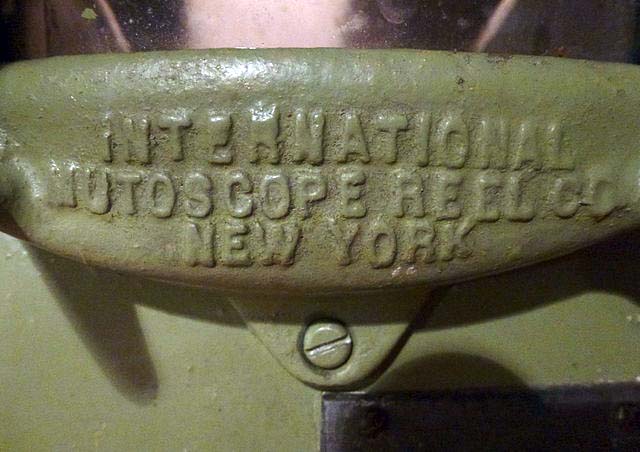 INTERNATIONAL
MUTOSCOPE REEL CO
NEW YORK